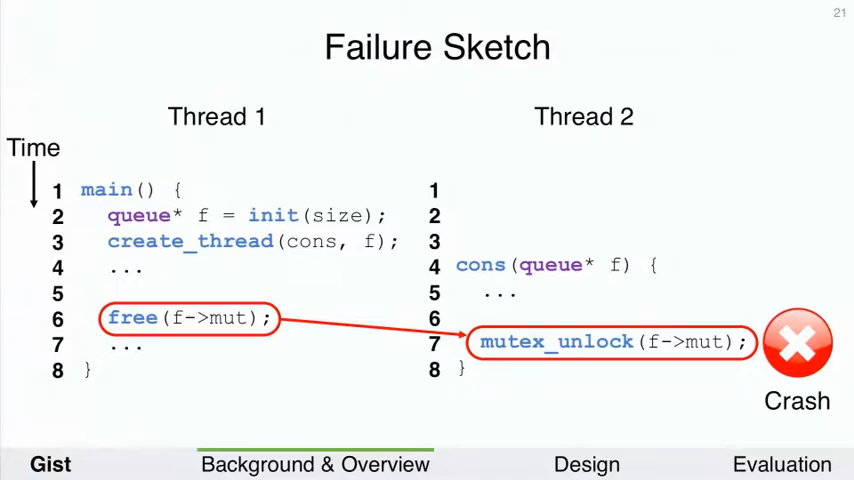 21
Failure Sketch
Thread 1
Thread 2
Time
1 main() {
2 queue* f = init(size);
3 create_thread(cons, f);
4 ...
5
6 free(f->mut);
7 ...
8 }
1
2
3
4 cons(queue* f) {
5 ...
6
7 mutex_unlock(f->mut);
8 }
Crash
Gist Background & Overview Design Evaluation